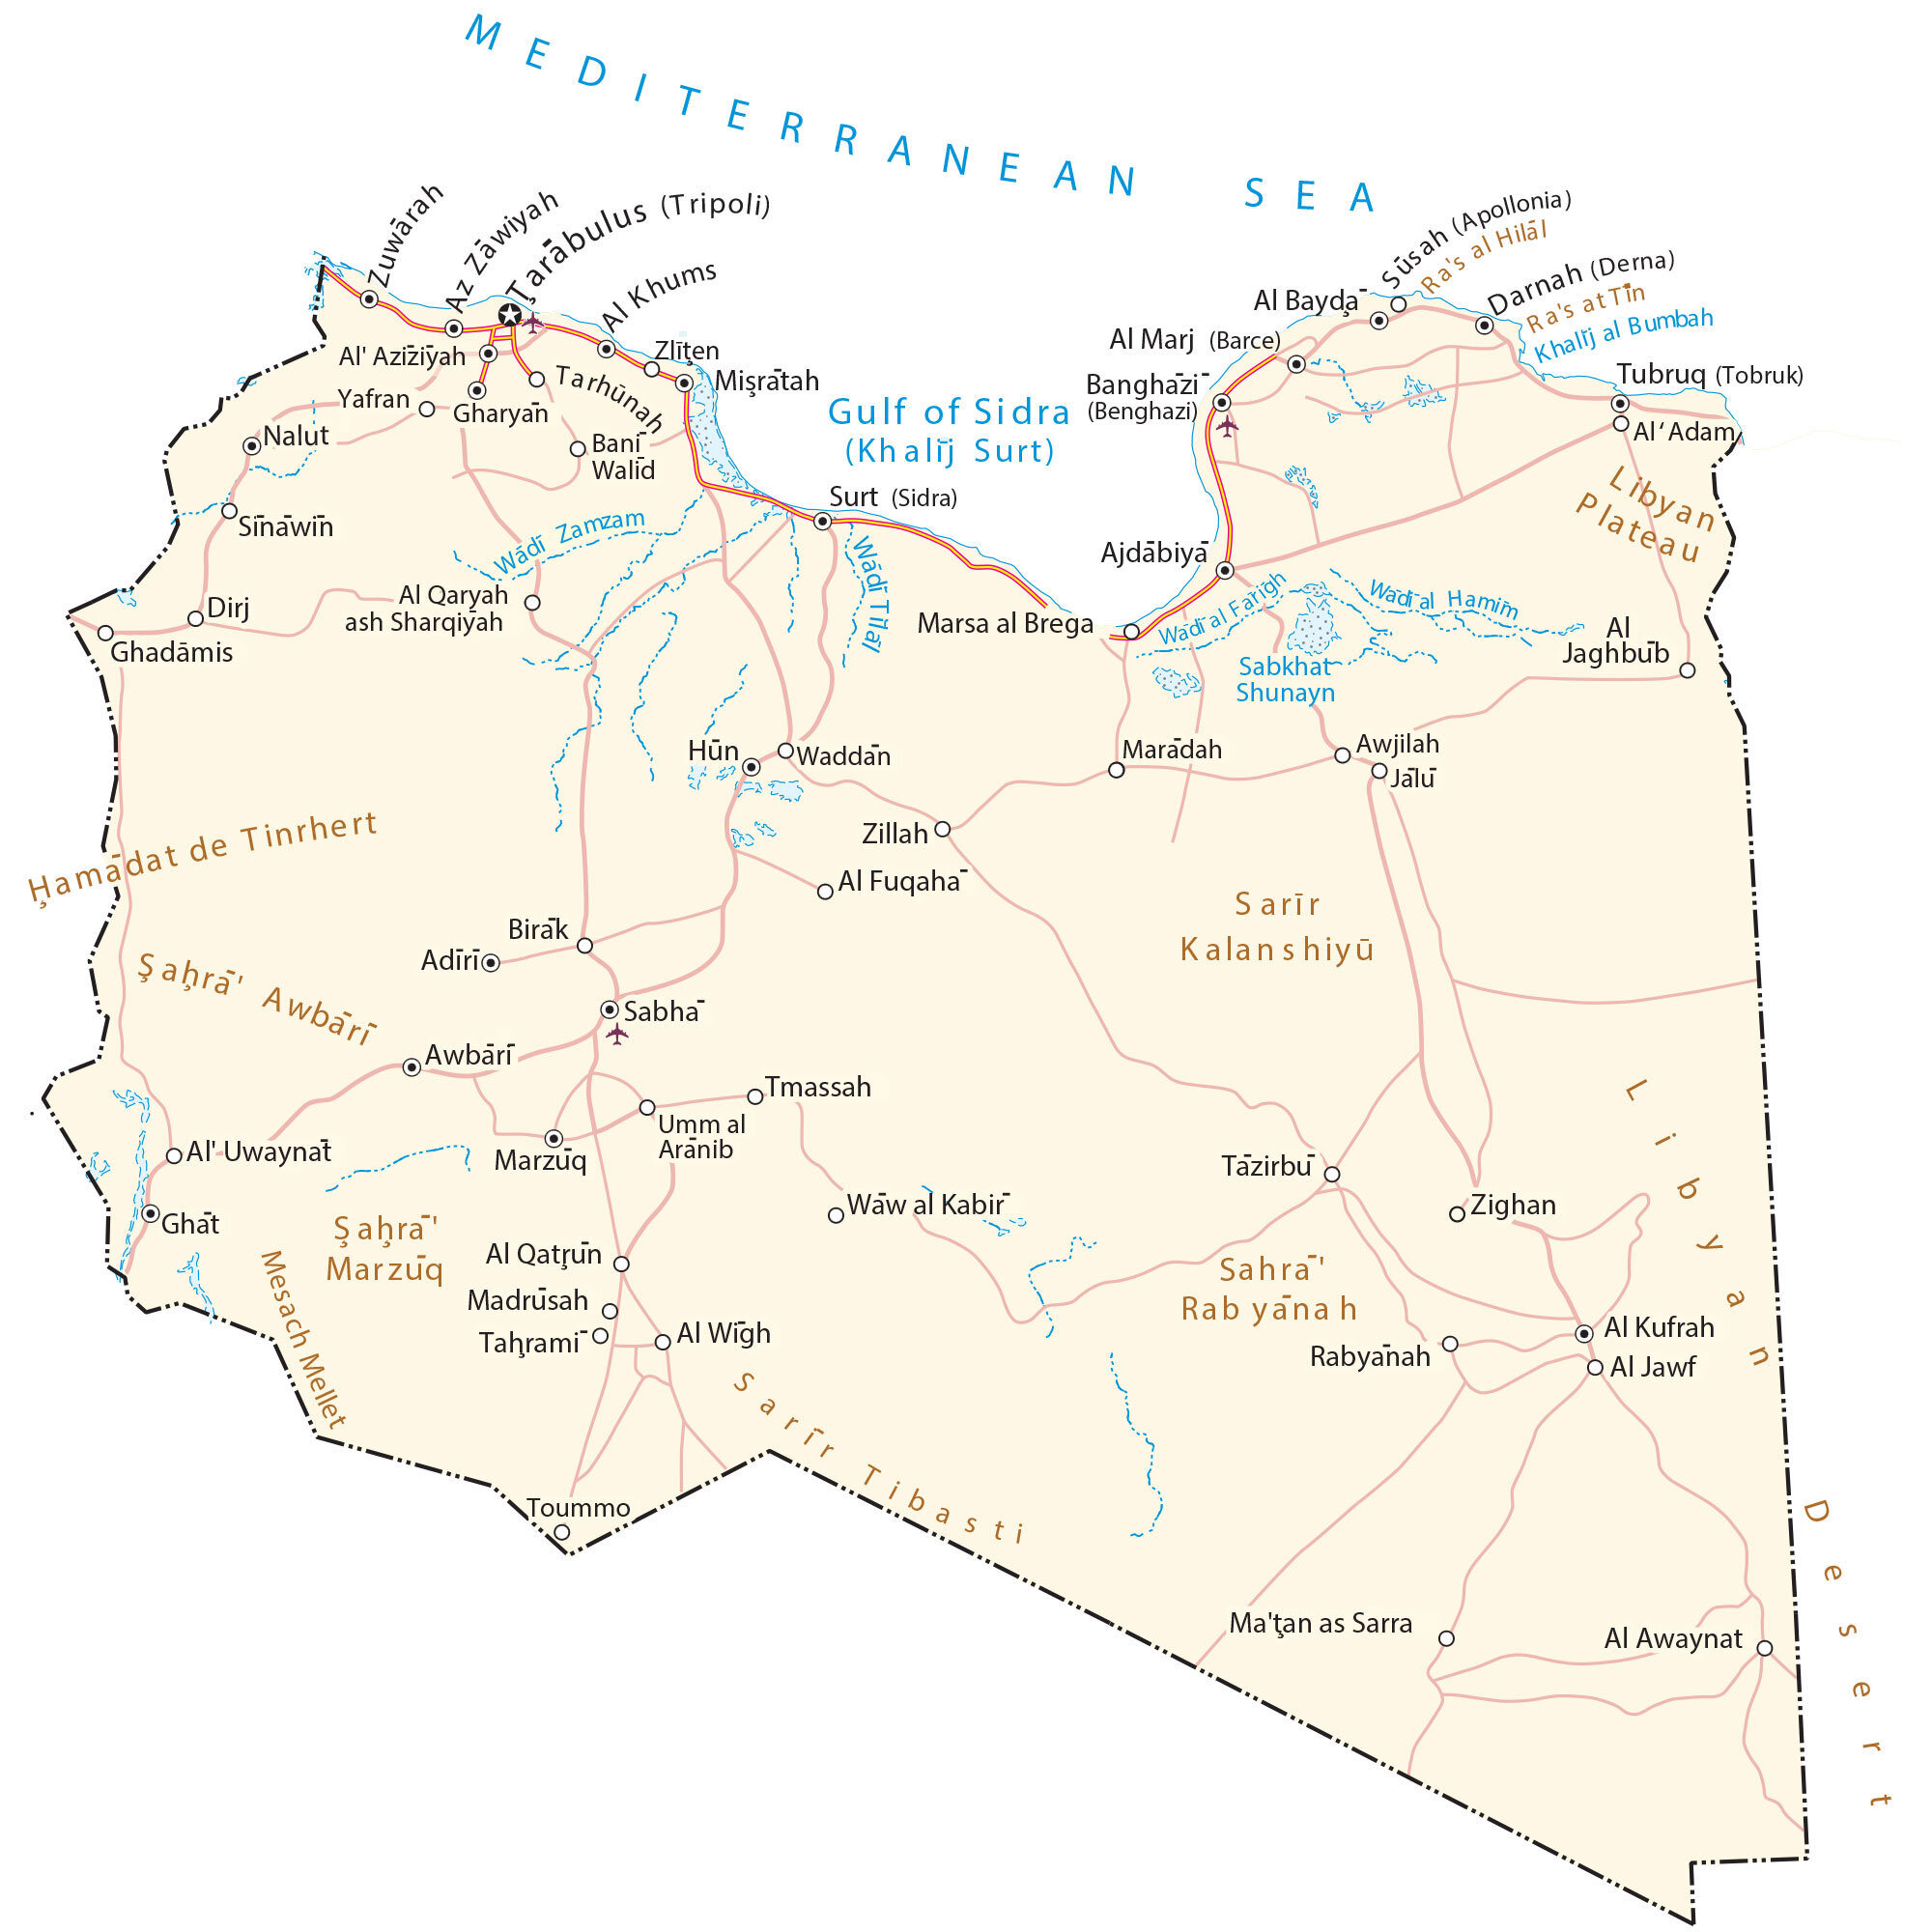 MEDITERRANEAN SEA
Zuwārah
Az Zāwiyah
Ţarābulus (Tripoli)
Al Khums
Sūsah (Apollonia)
Ra's al Hilāl
Al Bayḑā
Darnah (Derna)
Ra's at Tīn
Khalīj al Bumbah
Al' Azīzīyah
Zlīţen
Mişrātah
Al Marj (Barce)
Banghāzī
(Benghazi)
Tubruq (Tobruk)
Yafran
Gharyān
Tarhūnah
Gulf of Sidra
(Khalīj Surt)
Nalut
Banī
Walīd
Al ʻAdam
Surt (Sidra)
Libyan
Plateau
Sīnāwin
Wādī Zamzam
Wādī Tilāl
Ajdābiyā
Wādī al Fārigh
Wādī al Hamīm
Dirj
Al Qaryah
ash Sharqīyah
Marsa al Brega
Al
Jaghbūb
Ghadāmis
Sabkhat
Shunayn
Hūn
Waddān
Marādah
Awjilah
Jālū
Ḩamādat de Tinrhert
Zillah
Al Fuqahā
Sarīr
Kalanshiyū
Birāk
Adīrī
Şaḩrā' Awbārī
Sabhā
Awbārī
Tmassah
Umm al
Arānib
Al' Uwaynāt
Marzūq
Tāzirbū
Ghāt
Wāw al Kabīr
Zighan
Şaḩrā'
Marzūq
Al Qaţrūn
Sahrā'
Rabyānah
Mesach Mellet
Madrūsah
Taḩramī
Al Wīgh
Al Kufrah
Rabyānah
Al Jawf
Sarīr Tibasti
Libyan Desert
Toummo
Ma'ţan as Sarra
Al Awaynat